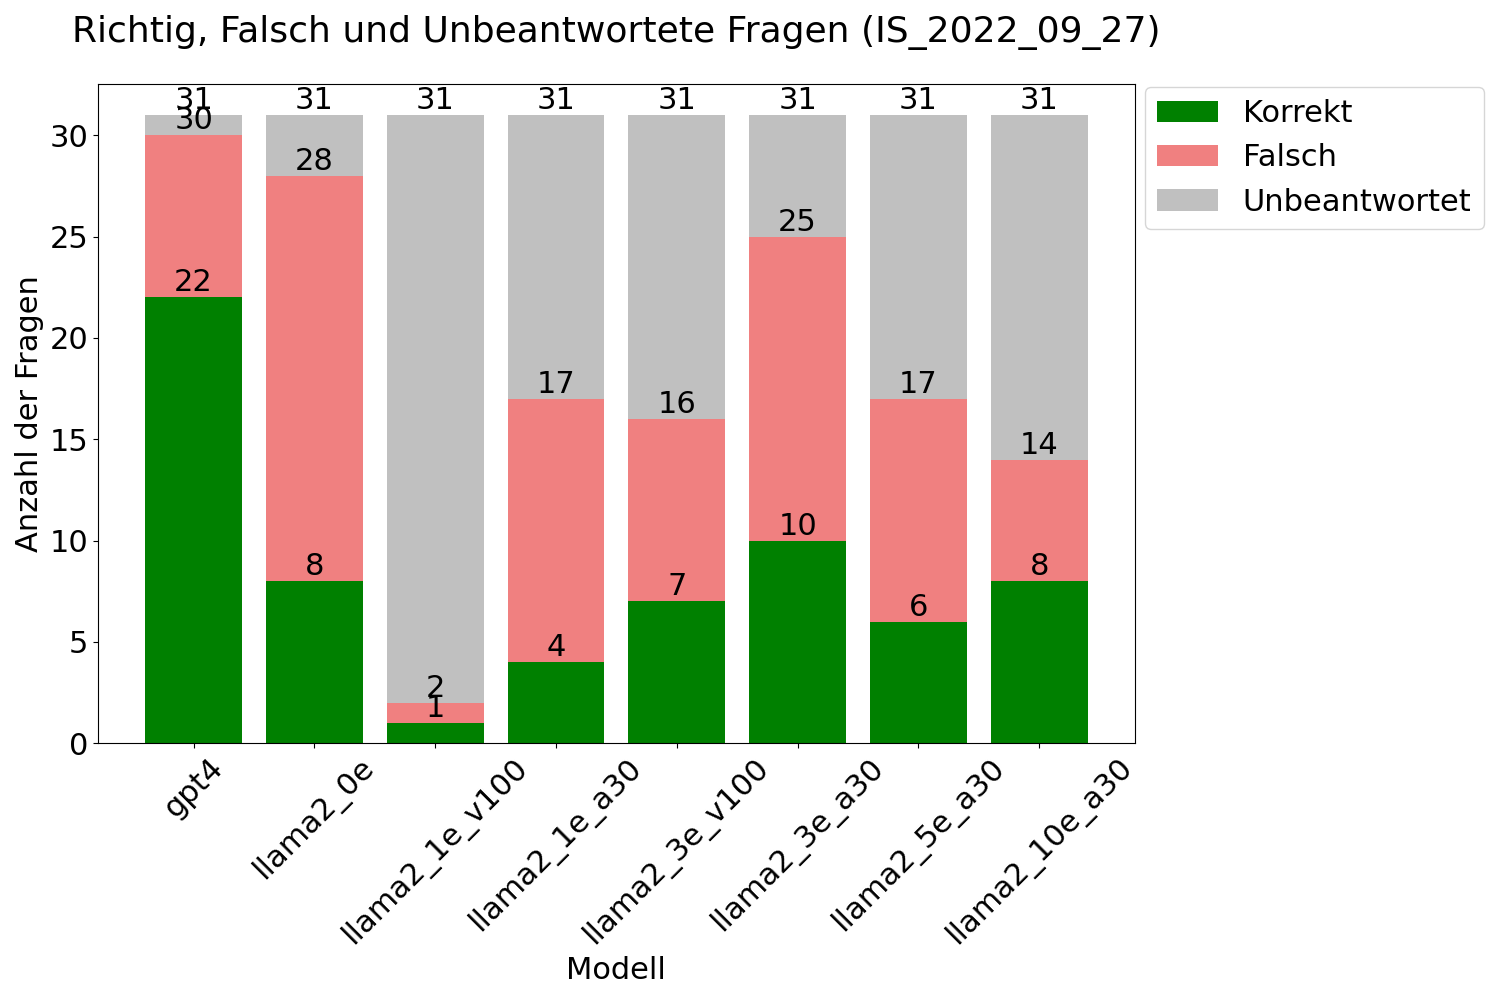 Richtig, Falsch und Unbeantwortete Fragen (IS_2022_09_27)
Korrekt
Falsch
Unbeantwortet
Anzahl der Fragen
30
25
20
15
10
5
0
31
31
31
31
31
31
31
31
30
28
2
17
16
25
17
14
22
8
1
4
7
10
6
8
gpt4
llama2_0e
llama2_1e_v100
llama2_1e_a30
llama2_3e_v100
llama2_3e_a30
llama2_5e_a30
llama2_10e_a30
Modell